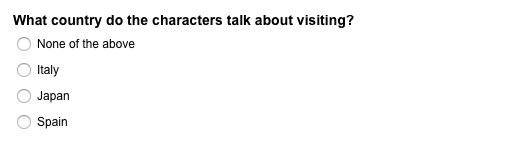 What country do the characters talk about visiting?
None of the above
Italy
Japan
Spain